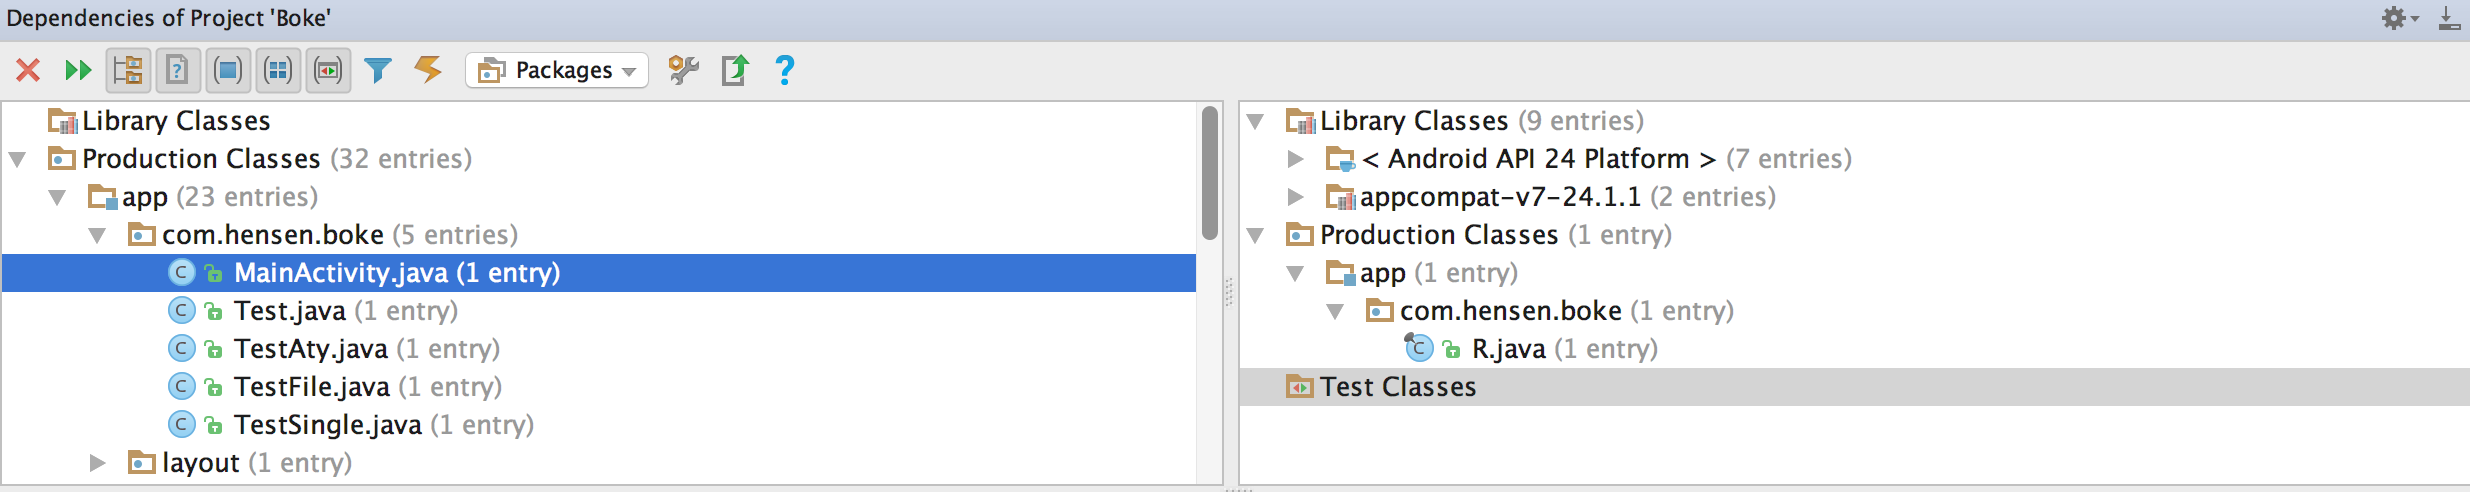 Dependencies of Project 'Boke'
Packages
Library Classes
Production Classes (32 entries)
app (23 entries)
com.hensen.boke (5 entries)
MainActivity.java (1 entry)
Test.java (1 entry)
TestAty.java (1 entry)
TestFile.java (1 entry)
TestSingle.java (1 entry)
layout (1 entry)
Library Classes (9 entries)
< Android API 24 Platform > (7 entries)
appcompat-v7-24.1.1 (2 entries)
Production Classes (1 entry)
app (1 entry)
com.hensen.boke (1 entry)
R.java (1 entry)
Test Classes